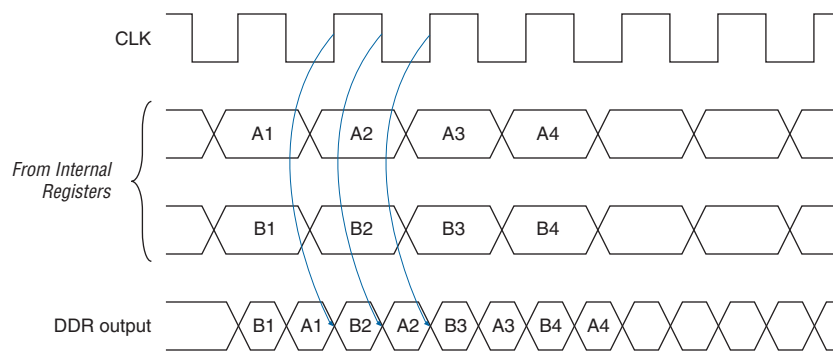 CLK
A1 A2 A3 A4
From Internal
Registers
B1 B2 B3 B4
DDR output
B1 A1 B2 A2 B3 A3 B4 A4